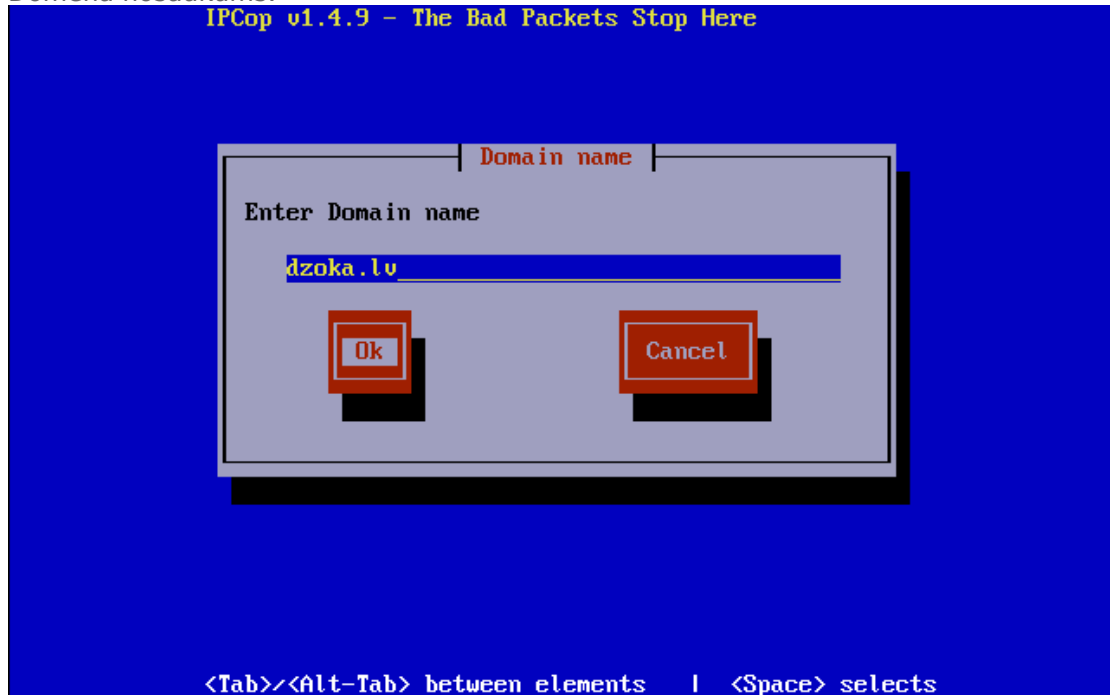 IPCop v1.4.9 - The Bad Packets Stop Here
Domain name
Enter Domain name
dzoka.lv
Ok
Cancel
<Tab>/<Alt-Tab> between elements | <Space> selects